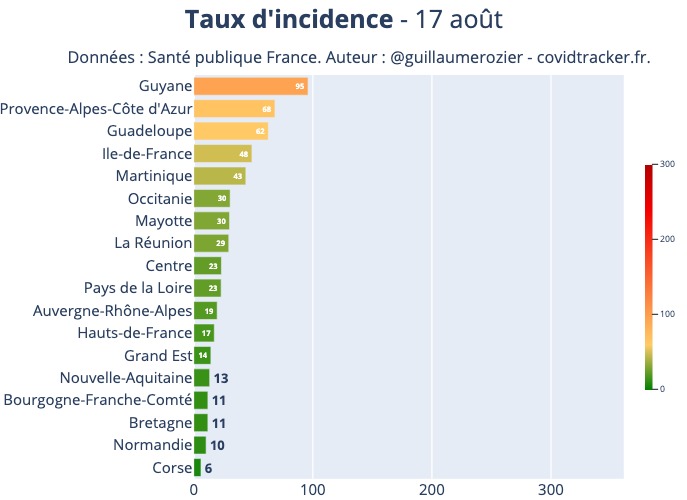 Taux d'incidence - 17 août
Données : Santé publique France. Auteur : @guillaumerozier - covidtracker.fr.
Guyane 95
Provence-Alpes-Côte d'Azur 68
Guadeloupe 62
Ile-de-France 48
Martinique 43
Occitanie 30
Mayotte 30
La Réunion 29
Centre 23
Pays de la Loire 23
Auvergne-Rhône-Alpes 19
Hauts-de-France 17
Grand Est 14
Nouvelle-Aquitaine 13
Bourgogne-Franche-Comté 11
Bretagne 11
Normandie 10
Corse 6
0 100 200 300
300
200
100
0